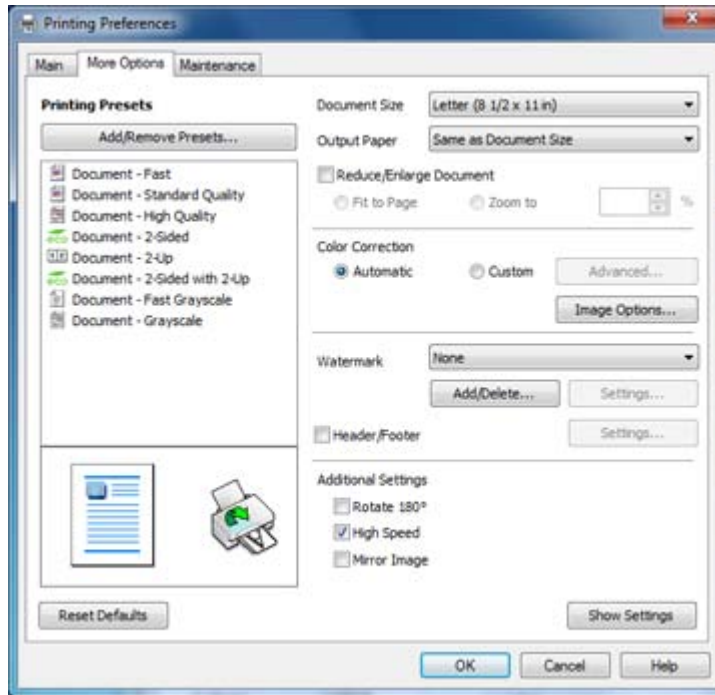 Printing Preferences
Main
More Options
Maintenance
Printing Presets
Add/Remove Presets...
Document - Fast
Document - Standard Quality
Document - High Quality
Document - 2-Sided
Document - 2-Up
Document - 2-Sided with 2-Up
Document - Fast Grayscale
Document - Grayscale
Reset Defaults
Document Size
Letter (8 1/2 x 11 in)
Output Paper
Same as Document Size
Reduce/Enlarge Document
Fit to Page
Zoom to
%
Color Correction
Automatic
Custom
Advanced...
Image Options...
Watermark
None
Add/Delete...
Settings...
Header/Footer
Settings...
Additional Settings
Rotate 180°
High Speed
Mirror Image
Show Settings
OK
Cancel
Help